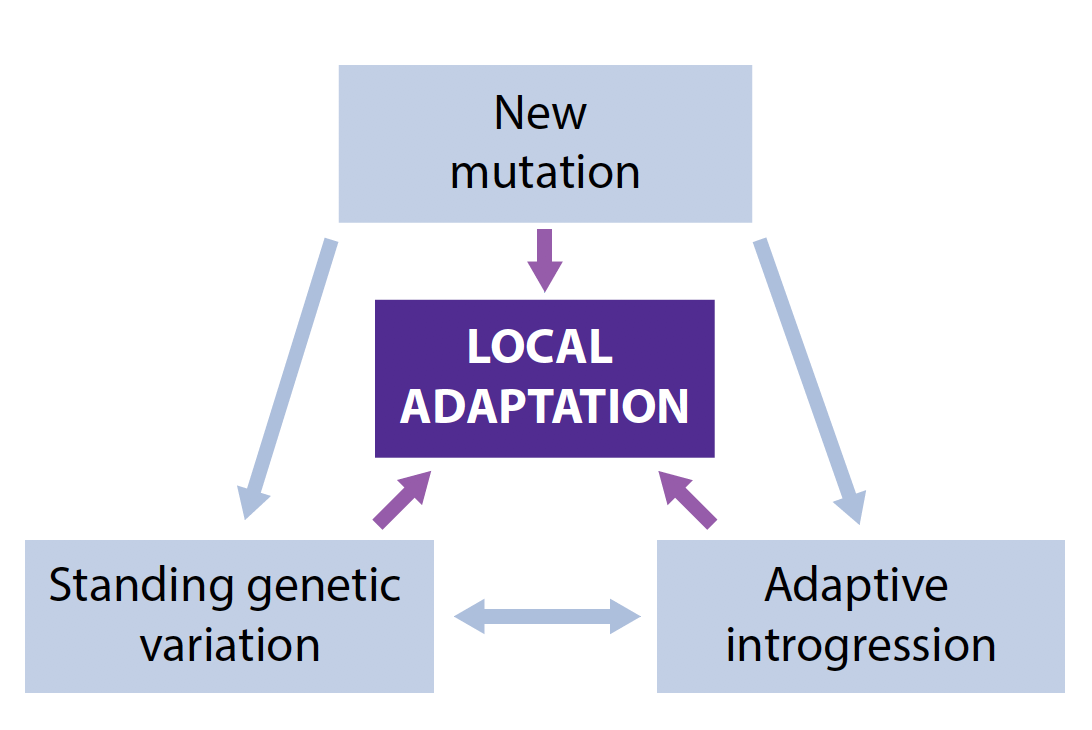 New
mutation
LOCAL
ADAPTATION
Standing genetic
variation
Adaptive
introgression